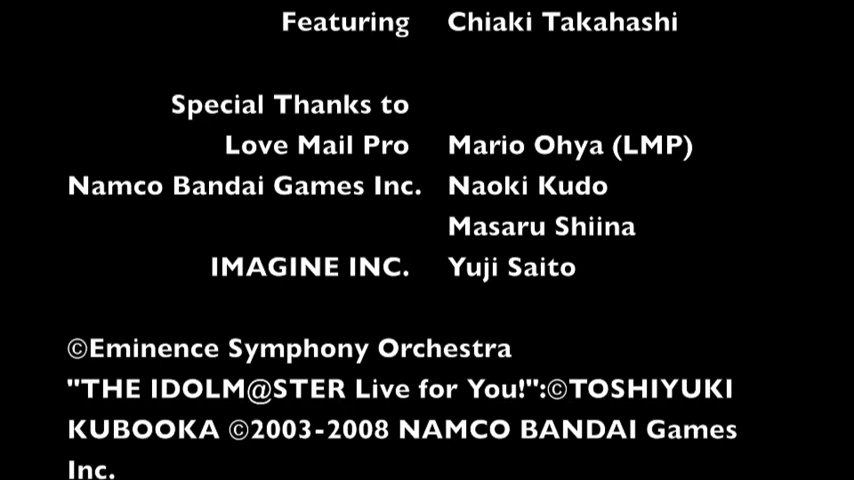 Featuring Chiaki Takahashi
Special Thanks to
Love Mail Pro Mario Ohya (LMP)
Namco Bandai Games Inc. Naoki Kudo
Masaru Shiina
IMAGINE INC. Yuji Saito
©Eminence Symphony Orchestra
"THE IDOLM@STER Live for You!":©TOSHIYUKI
KUBOOKA ©2003-2008 NAMCO BANDAI Games
Inc.